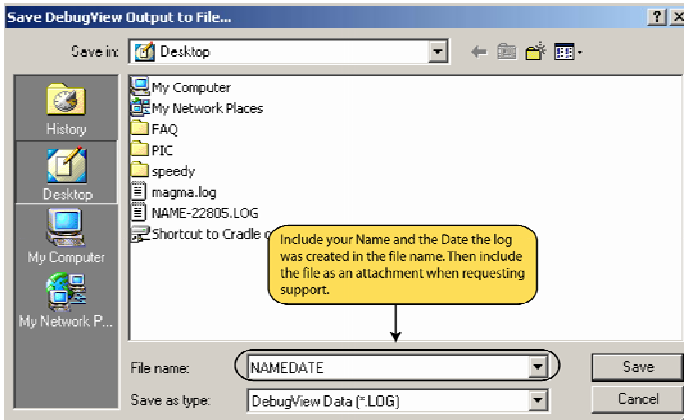 Save DebugView Output to File...
Save in:
Desktop
History
Desktop
My Computer
My Network P...
My Computer
My Network Places
FAQ
PIC
speedy
magma.log
NAME-22805.LOG
Shortcut to Cradle
Include your Name and the Date the log
was created in the file name. Then include
the file as an attachment when requesting
support.
File name:
NAMEDATE
Save
Save as type:
DebugView Data (*.LOG)
Cancel